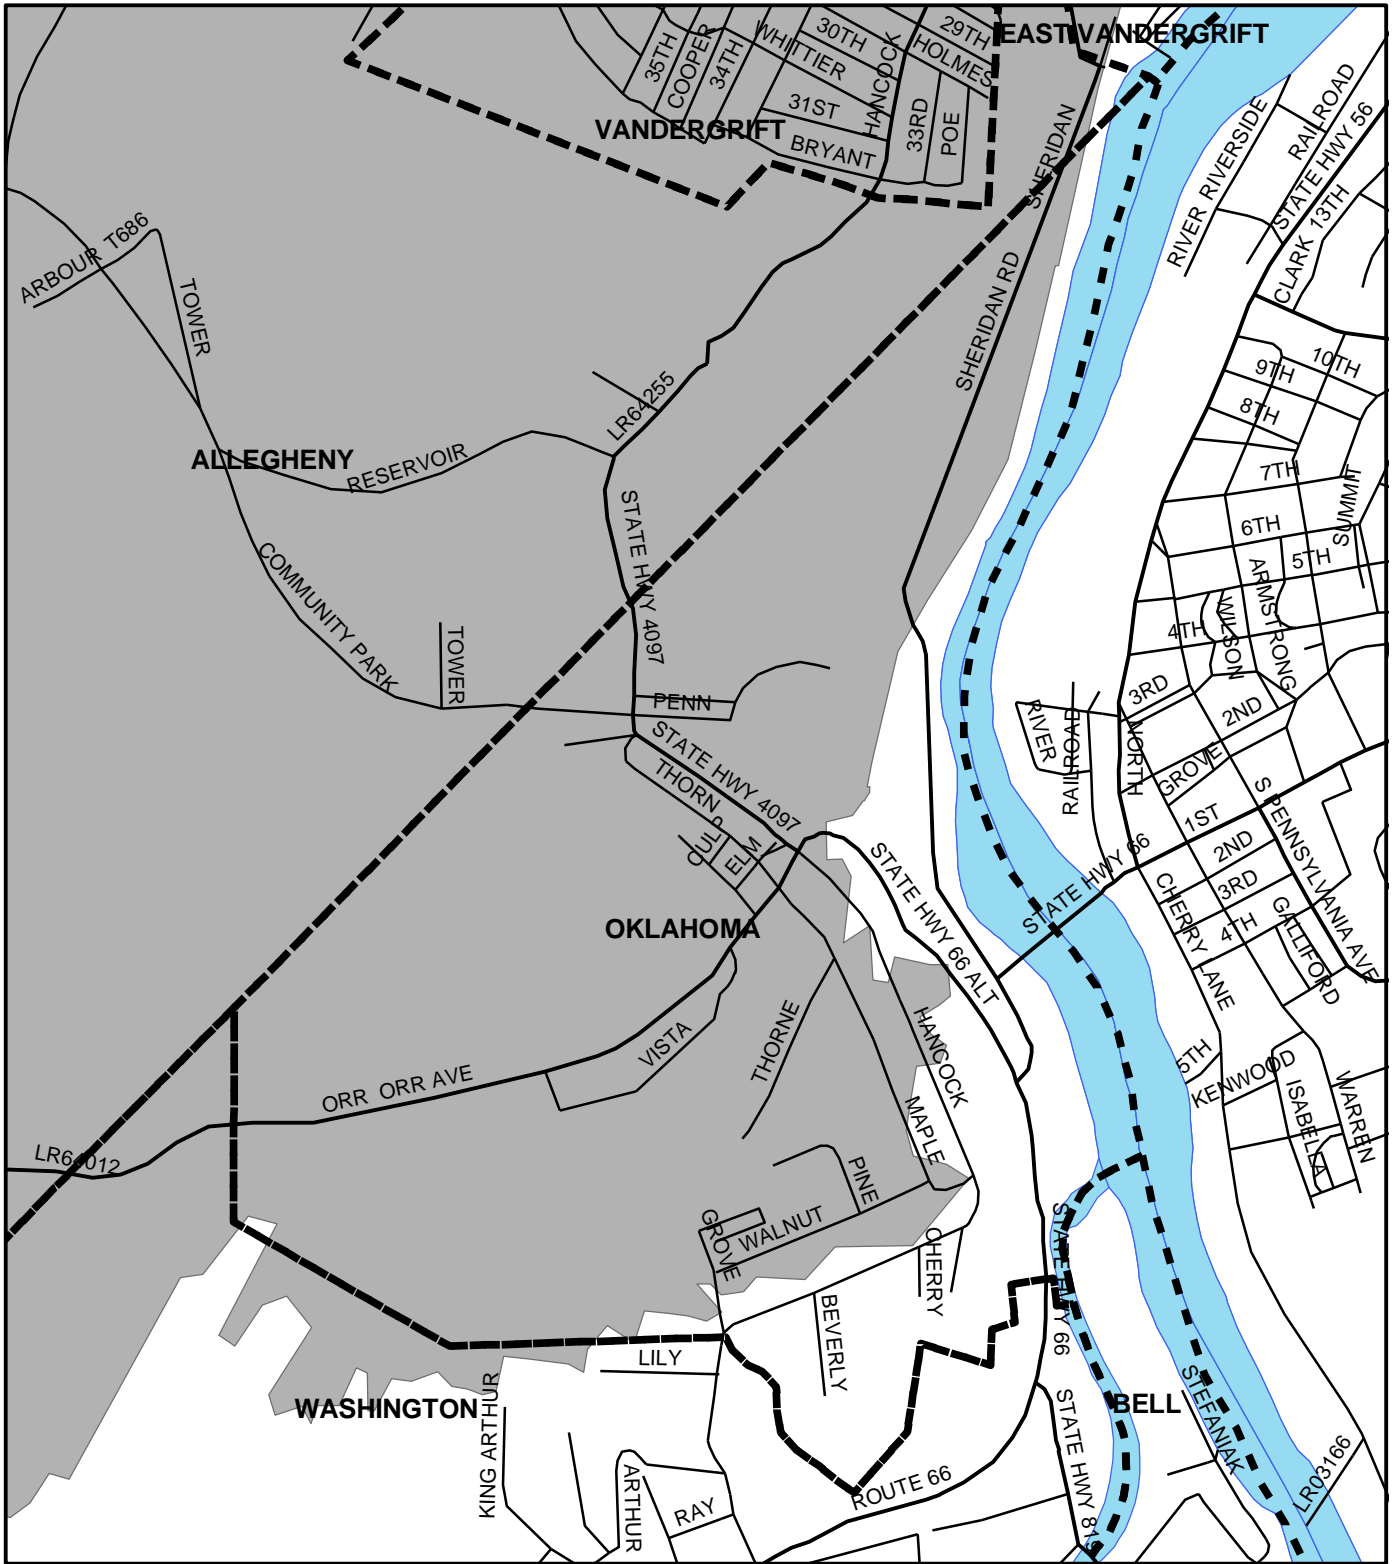 EAST VANDERGRIFT
29TH
30TH
HOLMES
35TH
COOPER
34TH
WHITTIER
HANCOCK
31ST
VANDERGRIFT
33RD
POE
BRYANT
SHERIDAN
RIVER RIVERSIDE
RAILROAD
STATE HWY 56
CLARK 13TH
ARBOUR T686
TOWER
SHERIDAN RD
10TH
9TH
8TH
LR64255
ALLEGHENY
RESERVOIR
7TH
SUMMIT
STATE HWY 4097
6TH
5TH
COMMUNITY PARK
ARMSTRONG
WILSON
4TH
TOWER
PENN
3RD
2ND
RIVER
RAILROAD
NORTH
GROVE
STATE HWY 4097
THORN
ELM
1ST
S PENNSYLVANIA AVE
2ND
3RD
4TH
STATE HWY 66
CHERRY LANE
GALLIFORD
OKLAHOMA
STATE HWY 66 ALT
HANCOCK
VISTA
THORNE
5TH
KENWOOD
ISABELLA
WARREN
ORR ORR AVE
MAPLE
LR64012
PINE
WALNUT
GROVE
CHERRY
STATE HWY 66
BEVERLY
LILY
WASHINGTON
KING ARTHUR
BELL
STEFANIAK
STATE HWY 819
ROUTE 66
ARTHUR
RAY
LR03166